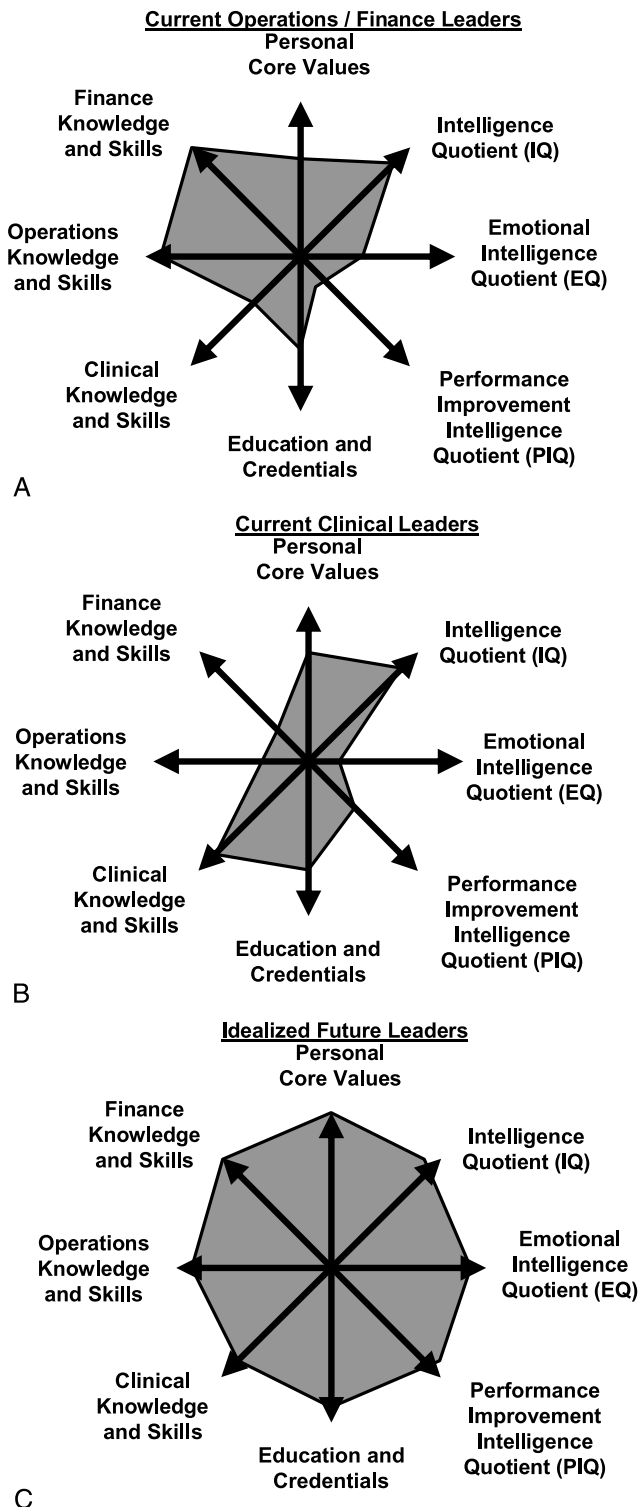 Current Operations / Finance Leaders
Personal
Core Values
Finance
Knowledge
and Skills
Intelligence
Quotient (IQ)
Operations
Knowledge
and Skills
Emotional
Intelligence
Quotient (EQ)
Clinical
Knowledge
and Skills
Performance
Improvement
Intelligence
Quotient (PIQ)
Education and
Credentials
A
Current Clinical Leaders
Personal
Core Values
Finance
Knowledge
and Skills
Intelligence
Quotient (IQ)
Operations
Knowledge
and Skills
Emotional
Intelligence
Quotient (EQ)
Clinical
Knowledge
and Skills
Performance
Improvement
Intelligence
Quotient (PIQ)
Education and
Credentials
B
Idealized Future Leaders
Personal
Core Values
Finance
Knowledge
and Skills
Intelligence
Quotient (IQ)
Operations
Knowledge
and Skills
Emotional
Intelligence
Quotient (EQ)
Clinical
Knowledge
and Skills
Performance
Improvement
Intelligence
Quotient (PIQ)
Education and
Credentials
C